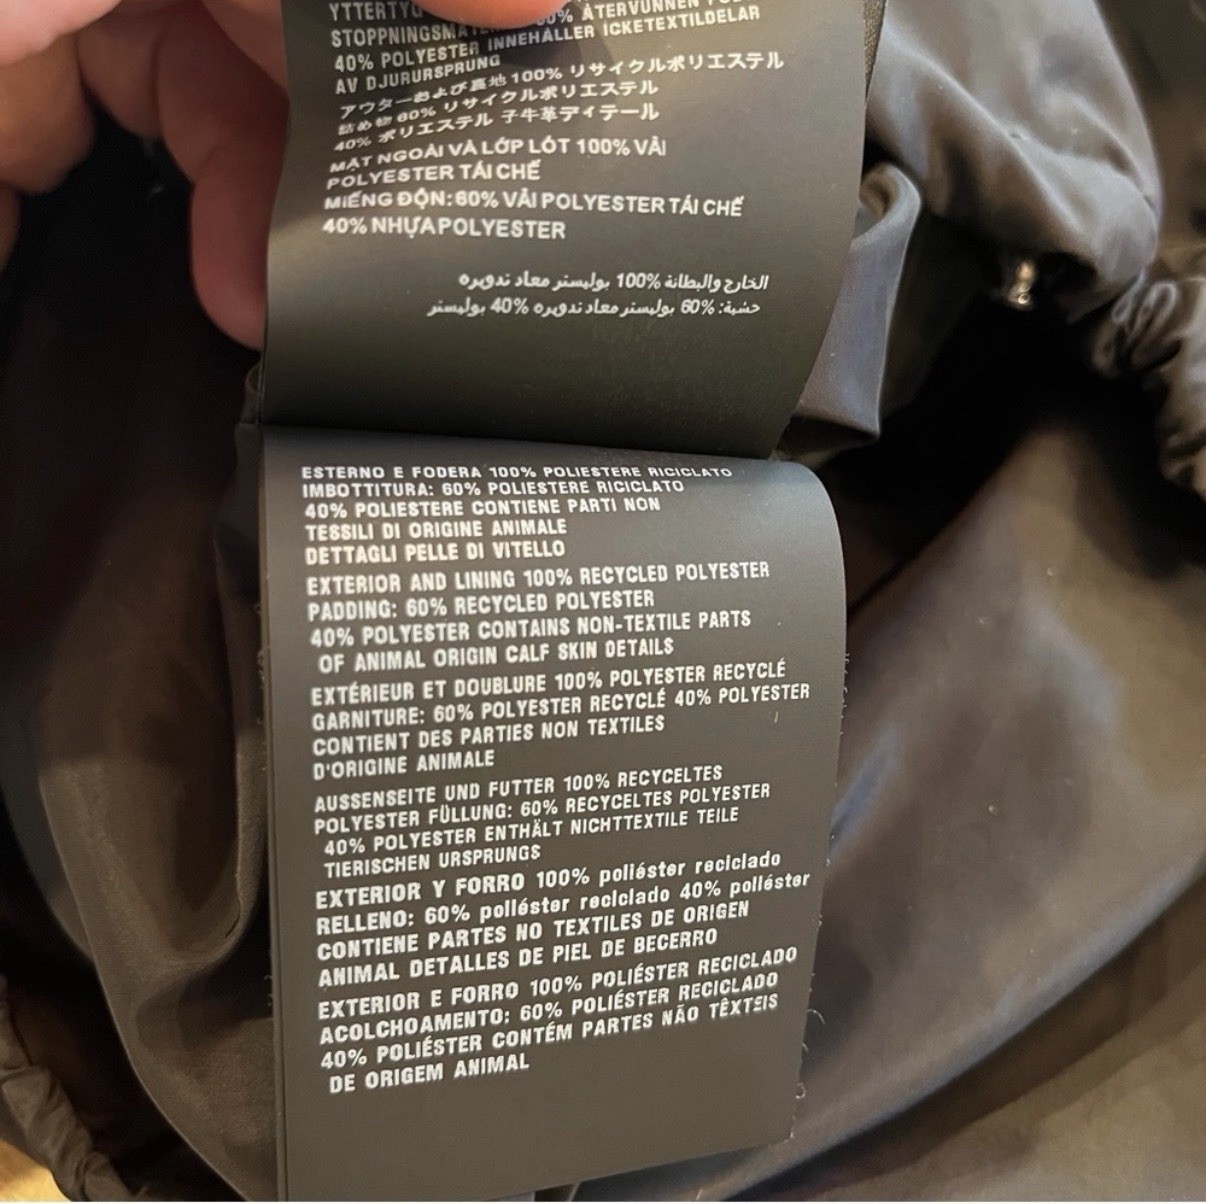 YTTERTYG
STOPPNINGSMA 60% ÅTERVUNNEN
40% POLYESTER INNEHÅLLER ICKETEXTILDELAR
AV DJURURSPRUNG
アウターおよび裏地100% リサイクルポリエステル
詰め物 60% リサイクルポリエステル
40% ポリエステル 子牛革ディテール
MẶT NGOÀI VÀ LỚP LÓT 100% VẢI
POLYESTER TÁI CHẾ
MIẾNG ĐỘN: 60% VẢI POLYESTER TÁI CHẾ
40% NHỰAPOLYESTER
الخارج والبطانة 100% بوليستر معاد تدويره
حشية: 60% بوليستر معاد تدويره 40% بوليستر
ESTERNO E FODERA 100% POLIESTERE RICICLATO
IMBOTTITURA: 60% POLIESTERE RICICLATO
40% POLIESTERE CONTIENE PARTI NON
TESSILI DI ORIGINE ANIMALE
DETTAGLI PELLE DI VITELLO
EXTERIOR AND LINING 100% RECYCLED POLYESTER
PADDING: 60% RECYCLED POLYESTER
40% POLYESTER CONTAINS NON-TEXTILE PARTS
OF ANIMAL ORIGIN CALF SKIN DETAILS
EXTÉRIEUR ET DOUBLURE 100% POLYESTER RECYCLÉ
GARNITURE: 60% POLYESTER RECYCLÉ 40% POLYESTER
CONTIENT DES PARTIES NON TEXTILES
D'ORIGINE ANIMALE
AUSSENSEITE UND FUTTER 100% RECYCELTES
POLYESTER FÜLLUNG: 60% RECYCELTES POLYESTER
40% POLYESTER ENTHÄLT NICHTTEXTILE TEILE
TIERISCHEN URSPRUNGS
EXTERIOR Y FORRO 100% poliéster reciclado
RELLENO: 60% poliéster reciclado 40% poliéster
CONTIENE PARTES NO TEXTILES DE ORIGEN
ANIMAL DETALLES DE PIEL DE BECERRO
EXTERIOR E FORRO 100% POLIÉSTER RECICLADO
ACOLCHOAMENTO: 60% POLIÉSTER RECICLADO
40% POLIÉSTER CONTÉM PARTES NÃO TÊXTEIS
DE ORIGEM ANIMAL